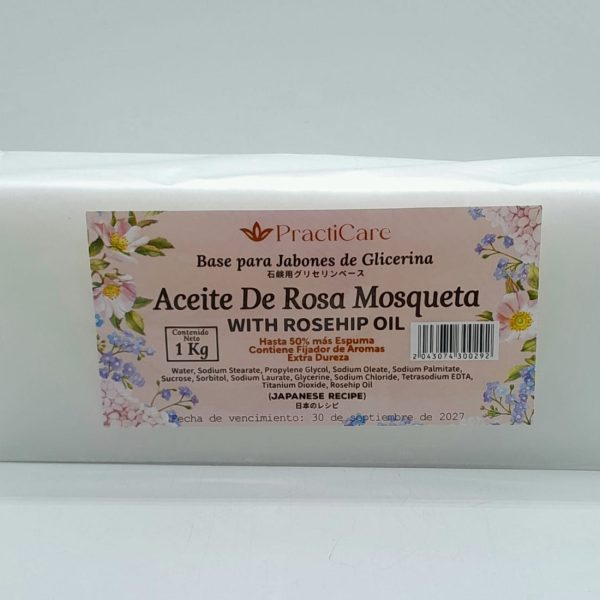 PractiCare
Base para Jabones de Glicerina
石鹸用グリセリンベース
Aceite De Rosa Mosqueta
WITH ROSEHIP OIL
Contenido
Neto
1 Kg
Hasta 50% más Espuma
Contiene Fijador de Aromas
Extra Dureza
2043074300292
Water, Sodium Stearate, Propylene Glycol, Sodium Oleate, Sodium Palmitate,
Sucrose, Sorbitol, Sodium Laurate, Glycerine, Sodium Chloride, Tetrasodium EDTA,
Titanium Dioxide, Rosehip Oil
(JAPANESE RECIPE)
日本のレシピ
Fecha de vencimiento: 30 de septiembre de 2027